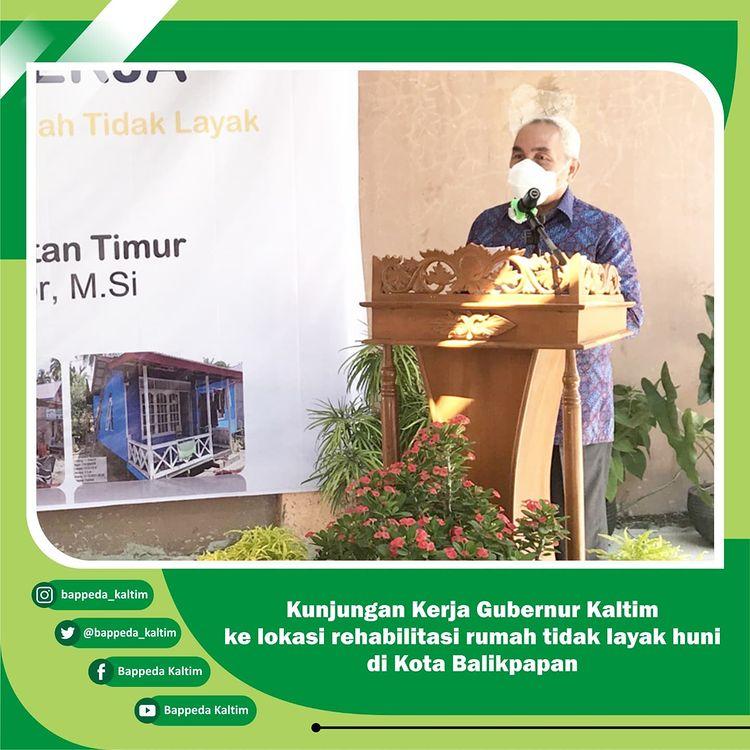 ah Tidak Layak
tan Timur
r, M.Si
bappeda_kaltim
@bappeda_kaltim
Bappeda Kaltim
Bappeda Kaltim
Kunjungan Kerja Gubernur Kaltim
ke lokasi rehabilitasi rumah tidak layak huni
di Kota Balikpapan